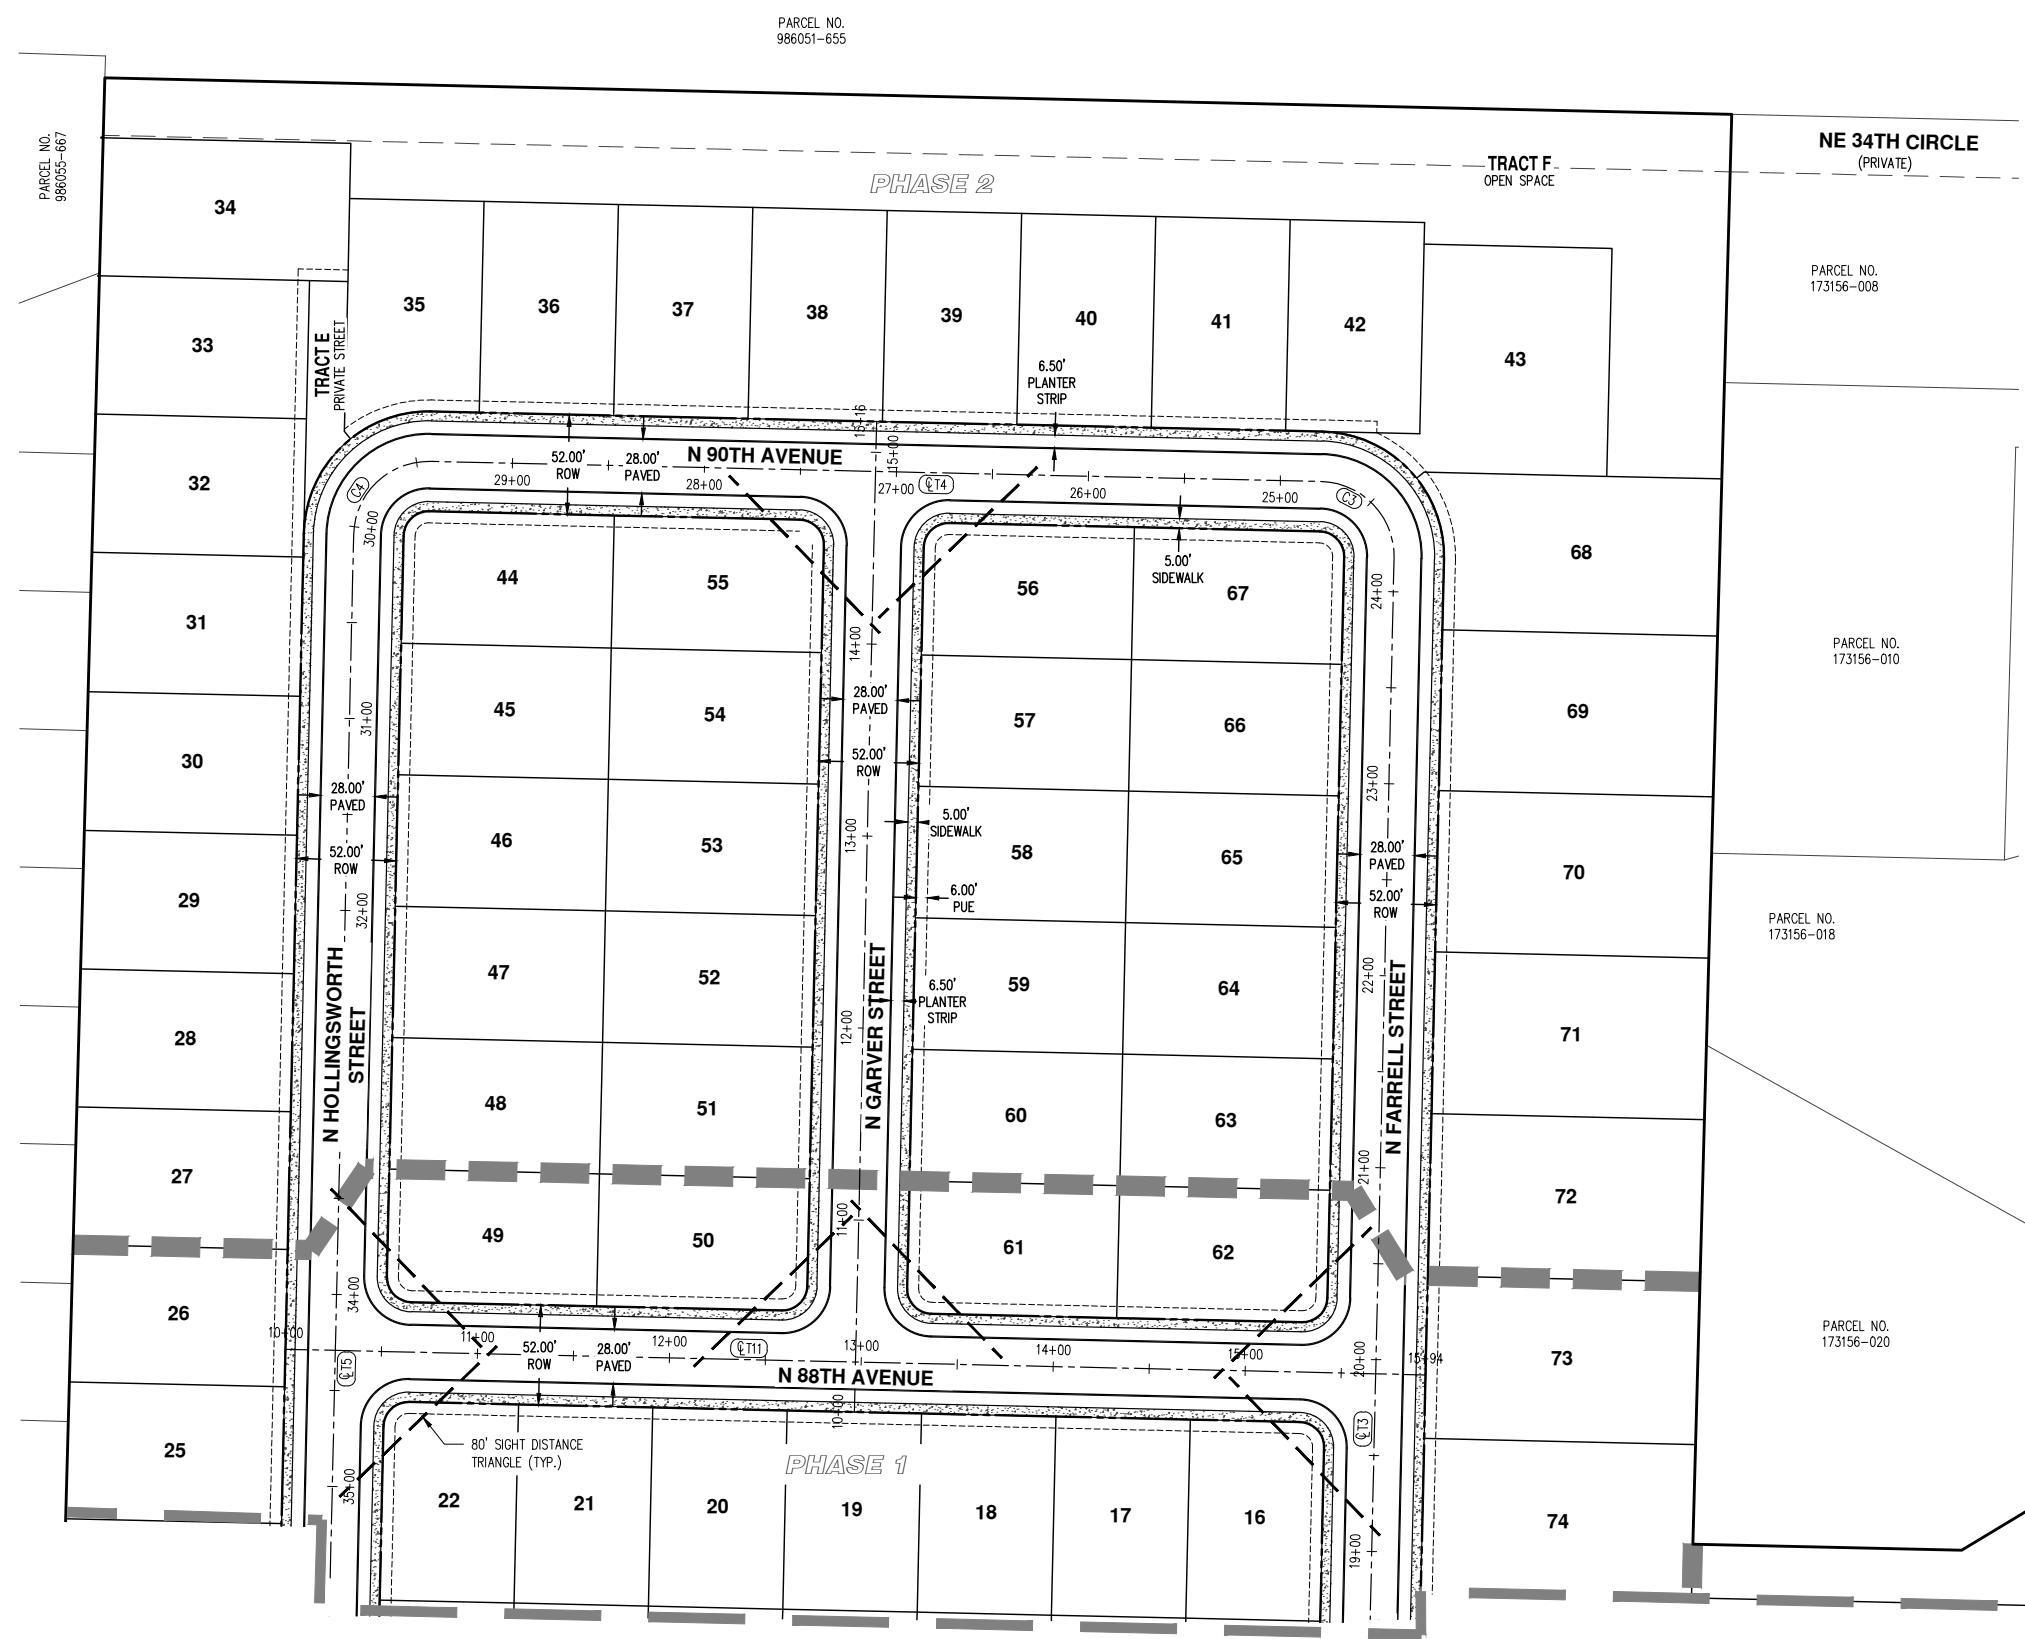 PARCEL NO.
986051-655
PARCEL NO.
986055-667
NE 34TH CIRCLE
(PRIVATE)
TRACT F
OPEN SPACE
PHASE 2
34
PARCEL NO.
173156-008
35
36
37
38
39
40
41
42
43
33
TRACT E
PRIVATE STREET
6.50'
PLANTER
STRIP
15+16
15+00
N 90TH AVENUE
52.00'
ROW
28.00'
PAVED
29+00
28+00
27+00
℄T4
26+00
25+00
C3
C4
32
30+00
68
5.00'
SIDEWALK
44
55
56
67
24+00
31
14+00
PARCEL NO.
173156-010
28.00'
PAVED
45
54
57
66
69
31+00
30
52.00'
ROW
23+00
28.00'
PAVED
5.00'
SIDEWALK
13+00
46
53
58
65
28.00'
PAVED
52.00'
ROW
70
6.00'
PUE
52.00'
ROW
29
32+00
PARCEL NO.
173156-018
47
52
59
64
22+00
6.50'
PLANTER
STRIP
N HOLLINGSWORTH
STREET
N GARVER STREET
N FARRELL STREET
12+00
28
71
48
51
60
63
21+00
27
72
11+00
49
50
61
62
34+00
26
10+00
11+00
12+00
13+00
14+00
15+00
20+00
15+94
52.00'
ROW
28.00'
PAVED
℄T11
℄T5
N 88TH AVENUE
73
PARCEL NO.
173156-020
10+00
℄T3
80' SIGHT DISTANCE
TRIANGLE (TYP.)
PHASE 1
25
35+00
22
21
20
19
18
17
16
19+00
74